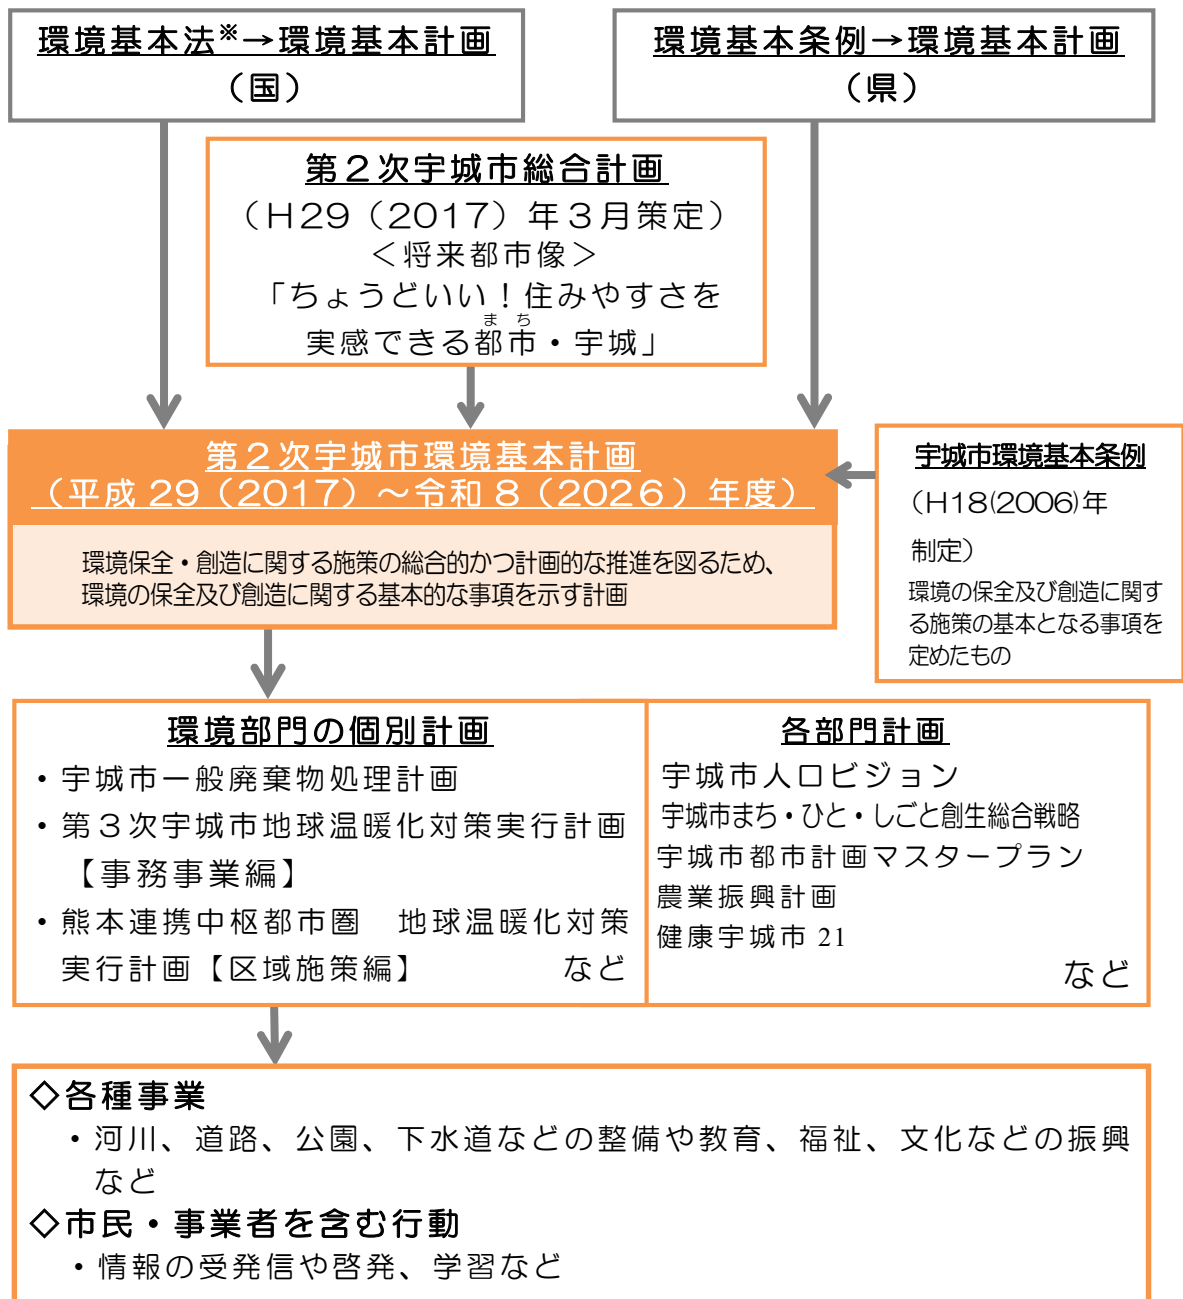 環境基本法※→環境基本計画
（国）
環境基本条例→環境基本計画
（県）
第２次宇城市総合計画
（H29（2017）年３月策定）
＜将来都市像＞
「ちょうどいい！住みやすさを
まち
実感できる都市・宇城」
第２次宇城市環境基本計画
（平成 29（2017）～令和 8（2026）年度）
環境保全・創造に関する施策の総合的かつ計画的な推進を図るため、
環境の保全及び創造に関する基本的な事項を示す計画
宇城市環境基本条例
（H18(2006)年
制定）
環境の保全及び創造に関す
る施策の基本となる事項を
定めたもの
環境部門の個別計画
・宇城市一般廃棄物処理計画
・第３次宇城市地球温暖化対策実行計画
【事務事業編】
・熊本連携中枢都市圏　地球温暖化対策
実行計画【区域施策編】　　　など
各部門計画
宇城市人口ビジョン
宇城市まち・ひと・しごと創生総合戦略
宇城市都市計画マスタープラン
農業振興計画
健康宇城市 21
など
◇各種事業
・河川、道路、公園、下水道などの整備や教育、福祉、文化などの振興
など
◇市民・事業者を含む行動
・情報の受発信や啓発、学習など